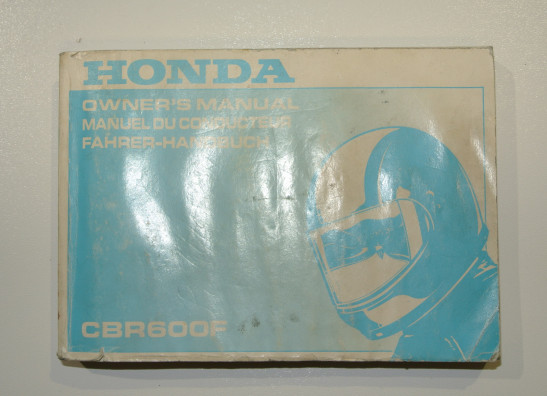 HONDA
OWNER'S MANUAL
MANUEL DU CONDUCTEUR
FAHRER-HANDBUCH
CBR600F